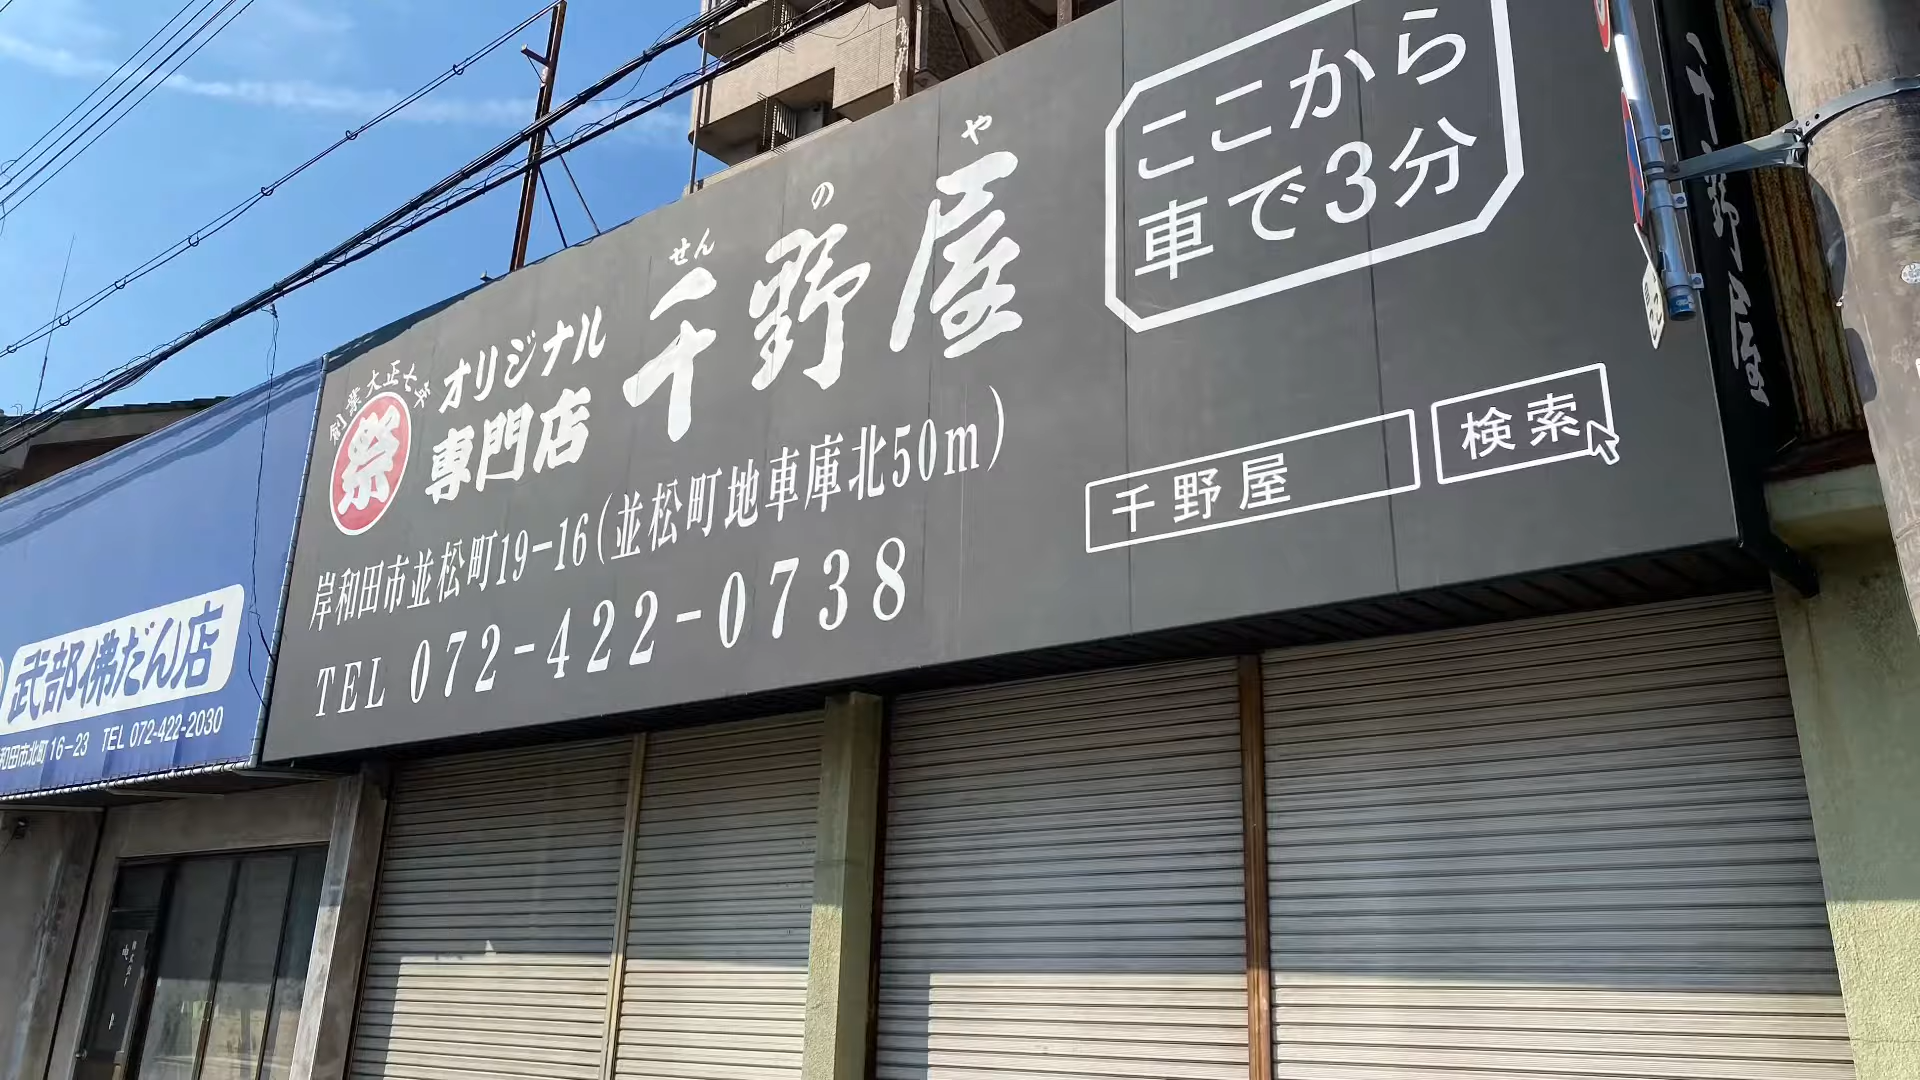 創業大正七年
祭
オリジナル
専門店
せんのや
千野屋
岸和田市並松町19-16(並松町地車庫北50m)
TEL 072-422-0738
ここから
車で3分
千野屋
検索
千野屋
武部佛だん店
和田市北町16-23 TEL 072-422-2030